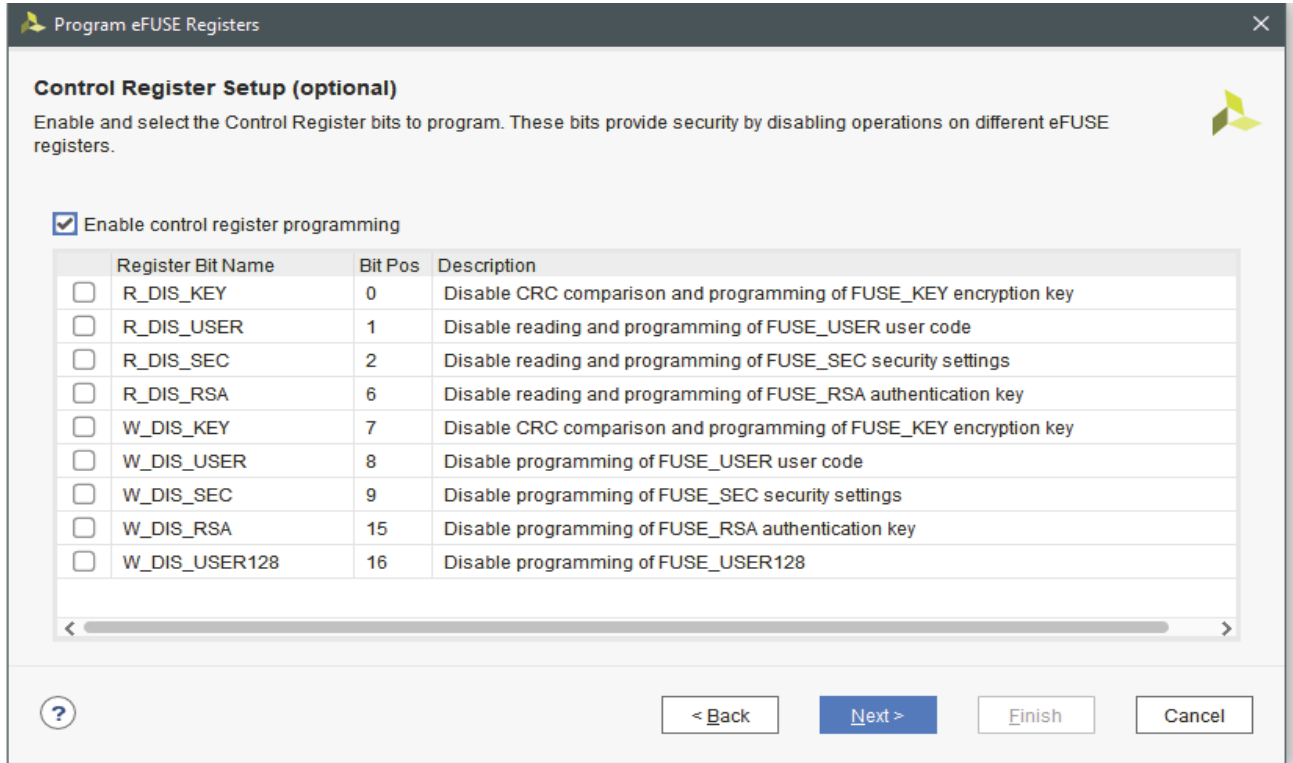 Program eFUSE Registers
Control Register Setup (optional)
Enable and select the Control Register bits to program. These bits provide security by disabling operations on different eFUSE
registers.
Enable control register programming
Register Bit Name Bit Pos Description
R_DIS_KEY 0 Disable CRC comparison and programming of FUSE_KEY encryption key
R_DIS_USER 1 Disable reading and programming of FUSE_USER user code
R_DIS_SEC 2 Disable reading and programming of FUSE_SEC security settings
R_DIS_RSA 6 Disable reading and programming of FUSE_RSA authentication key
W_DIS_KEY 7 Disable CRC comparison and programming of FUSE_KEY encryption key
W_DIS_USER 8 Disable programming of FUSE_USER user code
W_DIS_SEC 9 Disable programming of FUSE_SEC security settings
W_DIS_RSA 15 Disable programming of FUSE_RSA authentication key
W_DIS_USER128 16 Disable programming of FUSE_USER128
? < Back Next > Finish Cancel